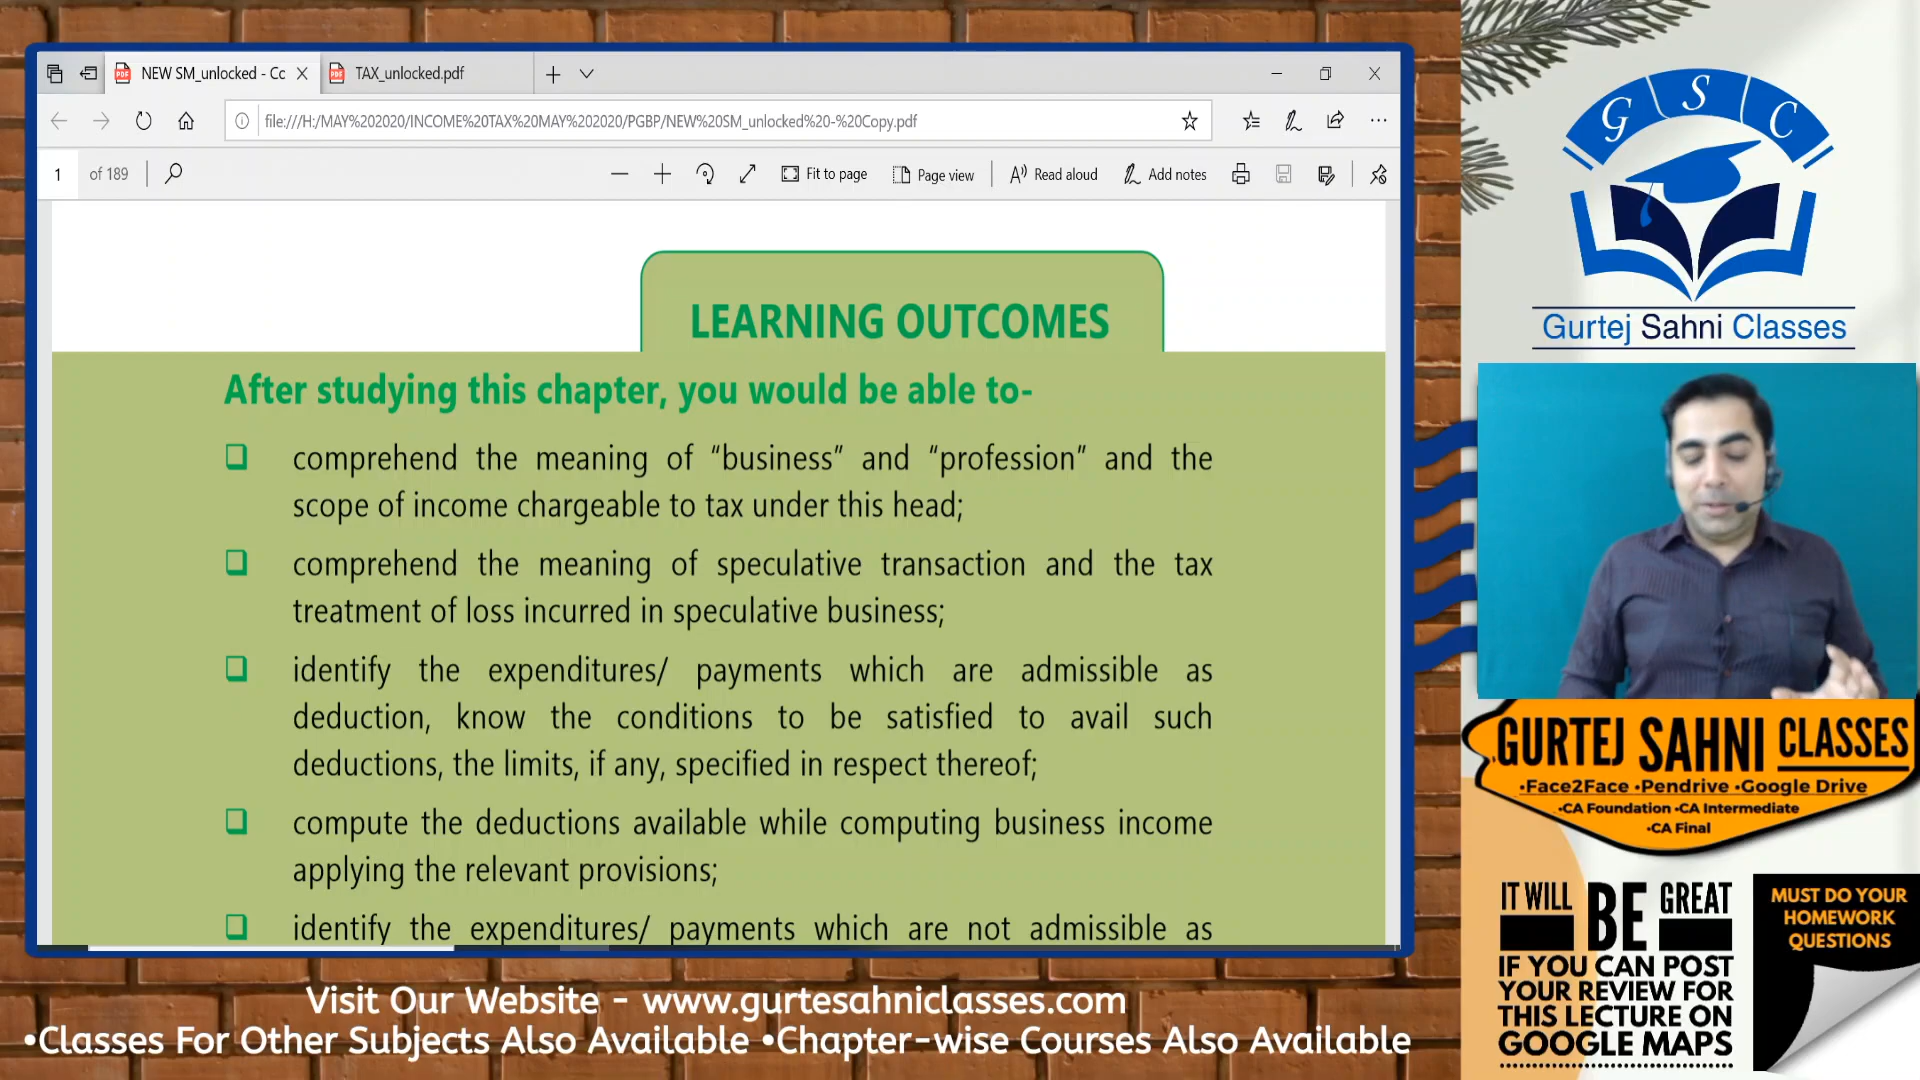 NEW SM_unlocked - Cc
TAX_unlocked.pdf
file:///H:/MAY%202020/INCOME%20TAX%20MAY%202020/PGBP/NEW%20SM_unlocked%20-%20Copy.pdf
1 of 189
Fit to page
Page view
Read aloud
Add notes
LEARNING OUTCOMES
After studying this chapter, you would be able to-
comprehend the meaning of “business” and “profession” and the
scope of income chargeable to tax under this head;
comprehend the meaning of speculative transaction and the tax
treatment of loss incurred in speculative business;
identify the expenditures/ payments which are admissible as
deduction, know the conditions to be satisfied to avail such
deductions, the limits, if any, specified in respect thereof;
compute the deductions available while computing business income
applying the relevant provisions;
identify the expenditures/ payments which are not admissible as
G S C
Gurtej Sahni Classes
GURTEJ SAHNI CLASSES
•Face2Face •Pendrive •Google Drive
•CA Foundation •CA Intermediate
•CA Final
IT WILL BE GREAT
IF YOU CAN POST
YOUR REVIEW FOR
THIS LECTURE ON
GOOGLE MAPS
MUST DO YOUR
HOMEWORK
QUESTIONS
Visit Our Website - www.gurtesahniclasses.com
•Classes For Other Subjects Also Available •Chapter-wise Courses Also Available